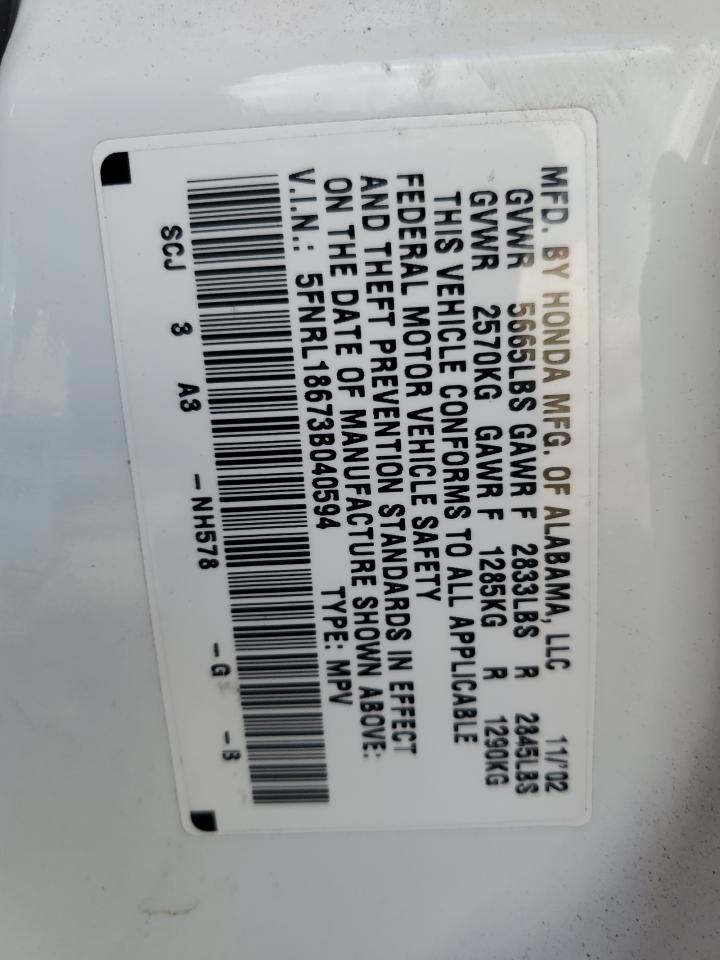 MFD. BY HONDA MFG. OF ALABAMA, LLC 11/'02
GVWR 5665LBS GAWR F 2833LBS R 2845LBS
GVWR 2570KG GAWR F 1285KG R 1290KG
THIS VEHICLE CONFORMS TO ALL APPLICABLE
FEDERAL MOTOR VEHICLE SAFETY
AND THEFT PREVENTION STANDARDS IN EFFECT
ON THE DATE OF MANUFACTURE SHOWN ABOVE:
V.I.N.: 5FNRL18673B040594 TYPE: MPV
SCJ 3 A3 -NH578 -G -B